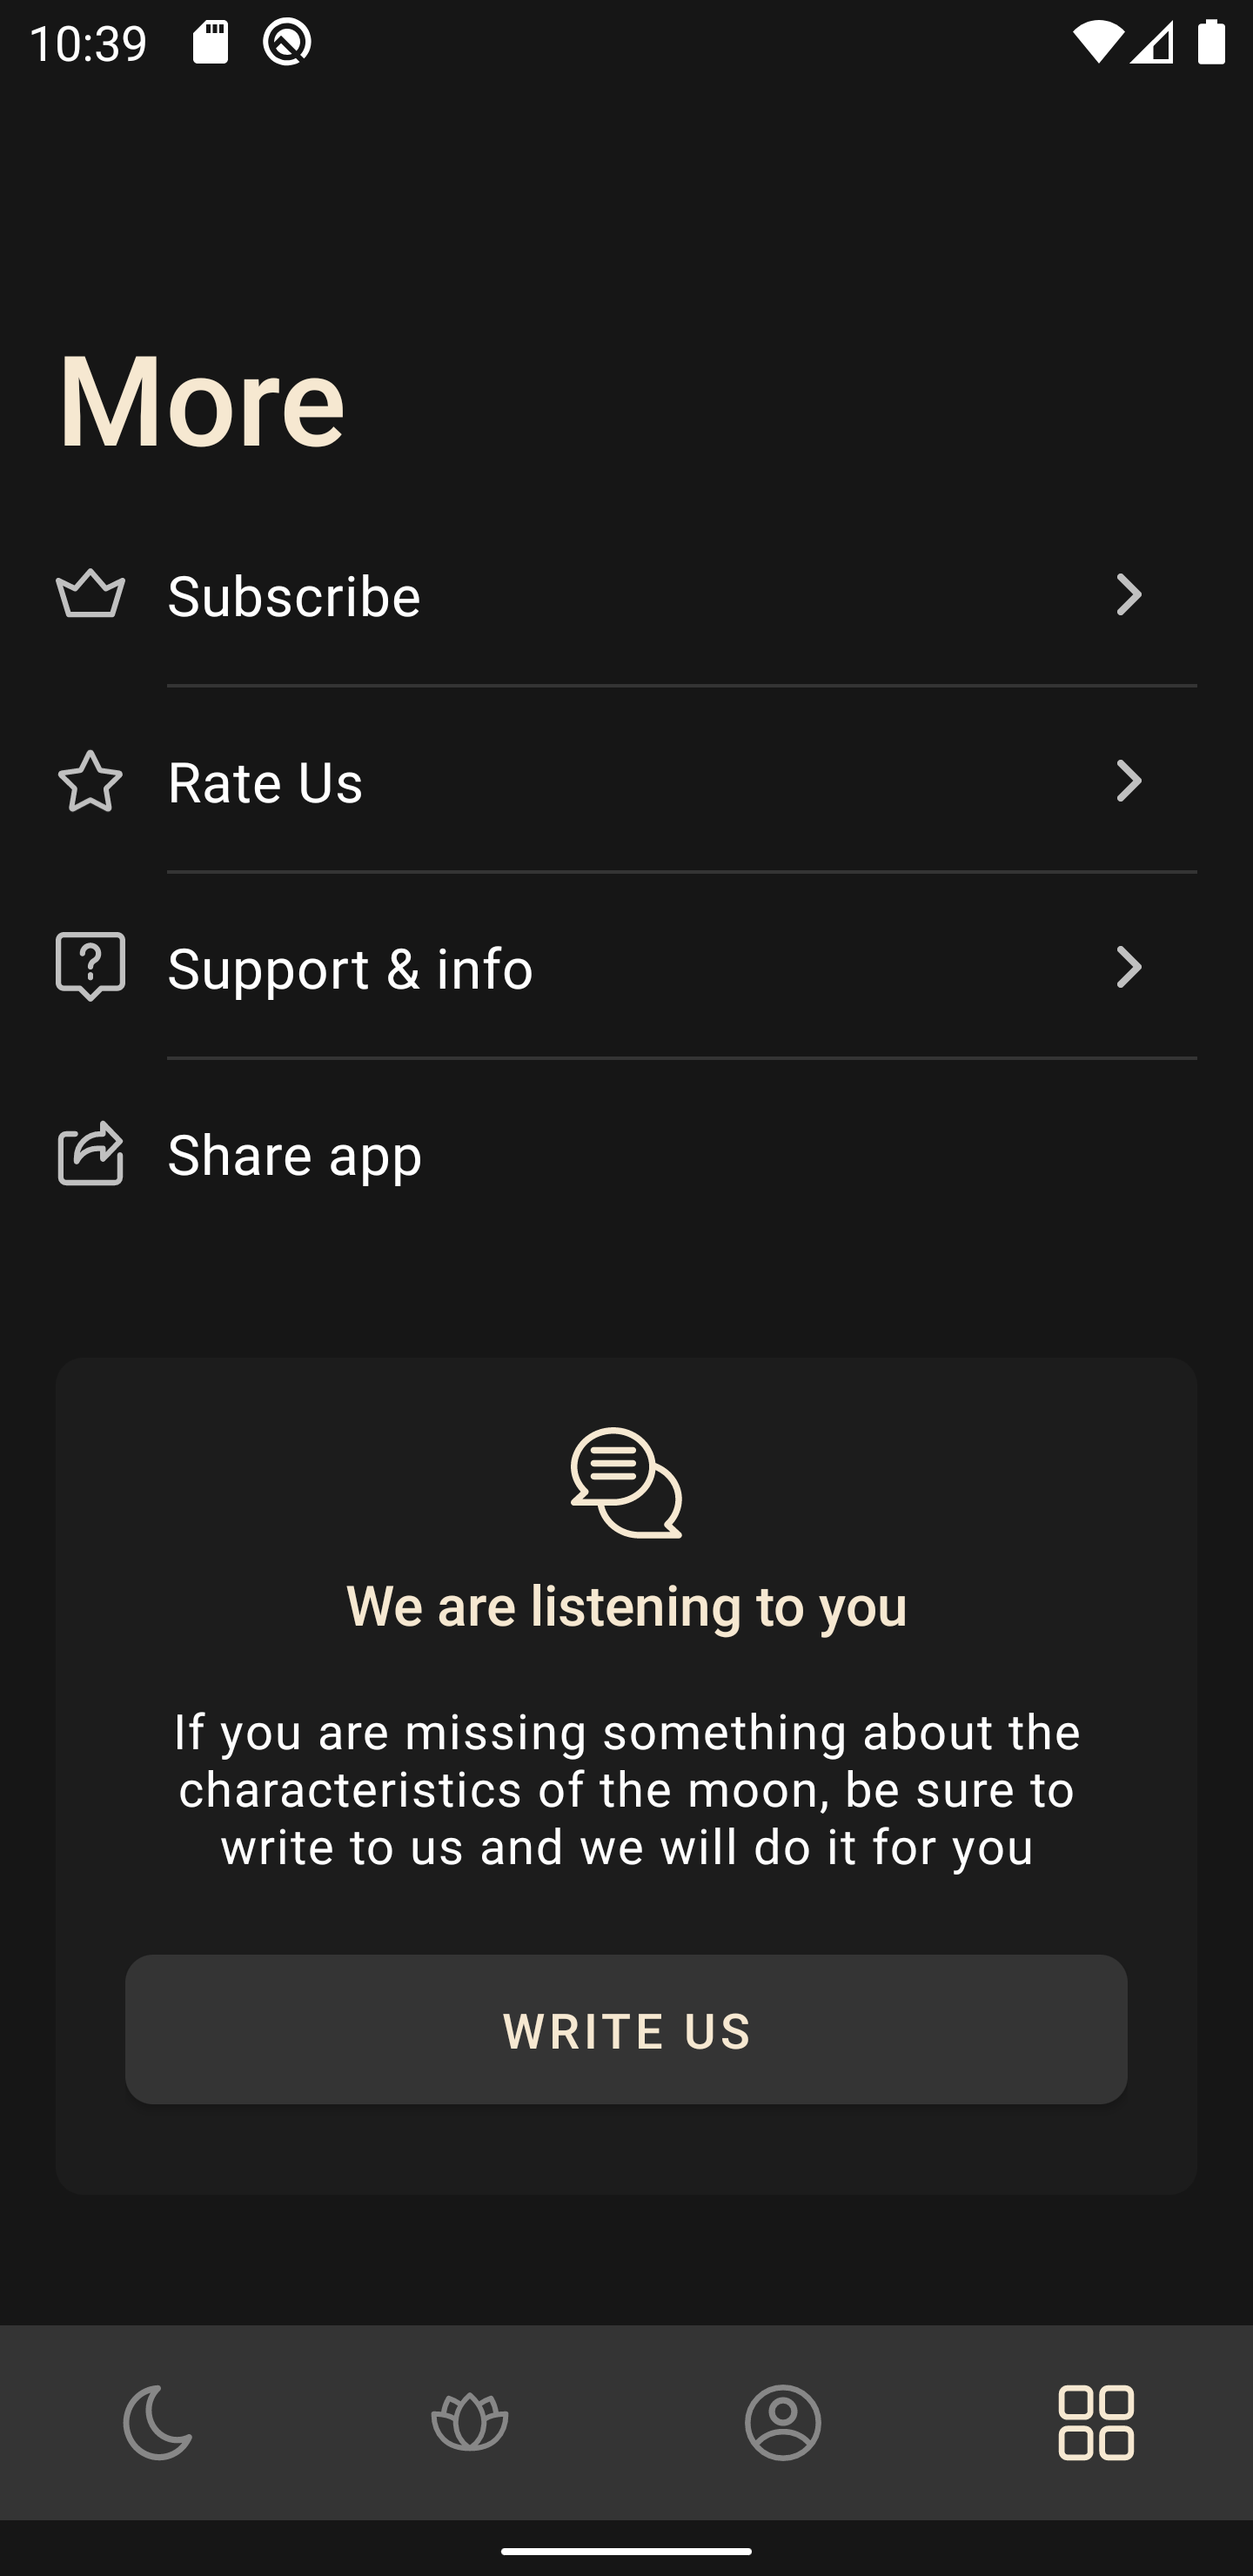 10:39
More
Subscribe
Rate Us
Support & info
Share app
We are listening to you
If you are missing something about the
characteristics of the moon, be sure to
write to us and we will do it for you
WRITE US